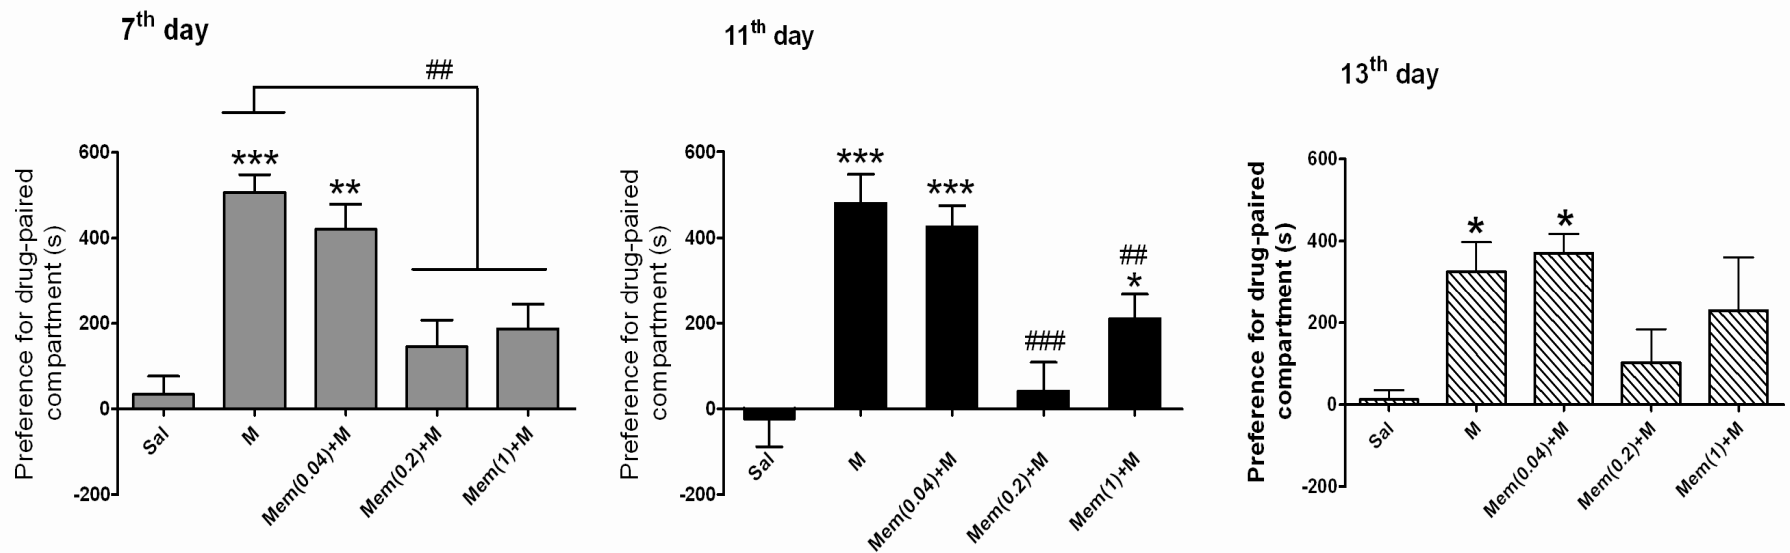 7th day
##
***
**
600
400
200
0
-200
Preference for drug-paired
compartment (s)
Sal
M
Mem(0.04)+M
Mem(0.2)+M
Mem(1)+M
11th day
***
***
##
*
###
600
400
200
0
-200
Preference for drug-paired
compartment (s)
Sal
M
Mem(0.04)+M
Mem(0.2)+M
Mem(1)+M
13th day
*
*
600
400
200
0
-200
Preference for drug-paired
compartment (s)
Sal
M
Mem(0.04)+M
Mem(0.2)+M
Mem(1)+M